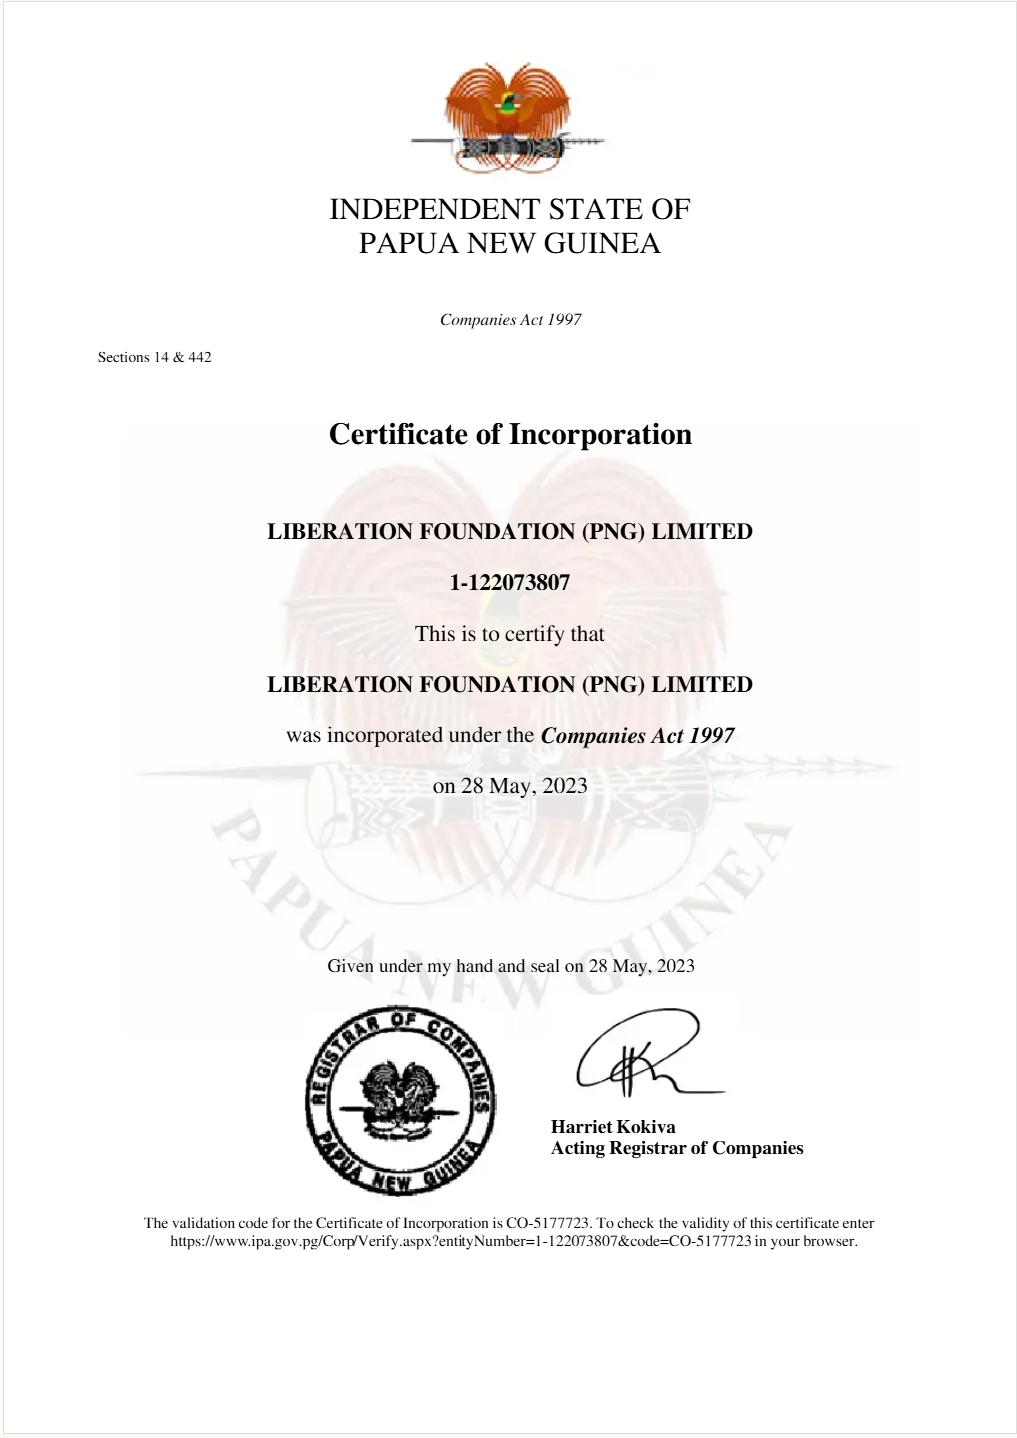 INDEPENDENT STATE OF
PAPUA NEW GUINEA
Companies Act 1997
Sections 14 & 442
Certificate of Incorporation
LIBERATION FOUNDATION (PNG) LIMITED
1-122073807
This is to certify that
LIBERATION FOUNDATION (PNG) LIMITED
was incorporated under the Companies Act 1997
on 28 May, 2023
PAPUA NEW GUINEA
Given under my hand and seal on 28 May, 2023
REGISTRAR OF COMPANIES
PAPUA NEW GUINEA
Harriet Kokiva
Acting Registrar of Companies
The validation code for the Certificate of Incorporation is CO-5177723. To check the validity of this certificate enter
https://www.ipa.gov.pg/Corp/Verify.aspx?entityNumber=1-122073807&code=CO-5177723 in your browser.